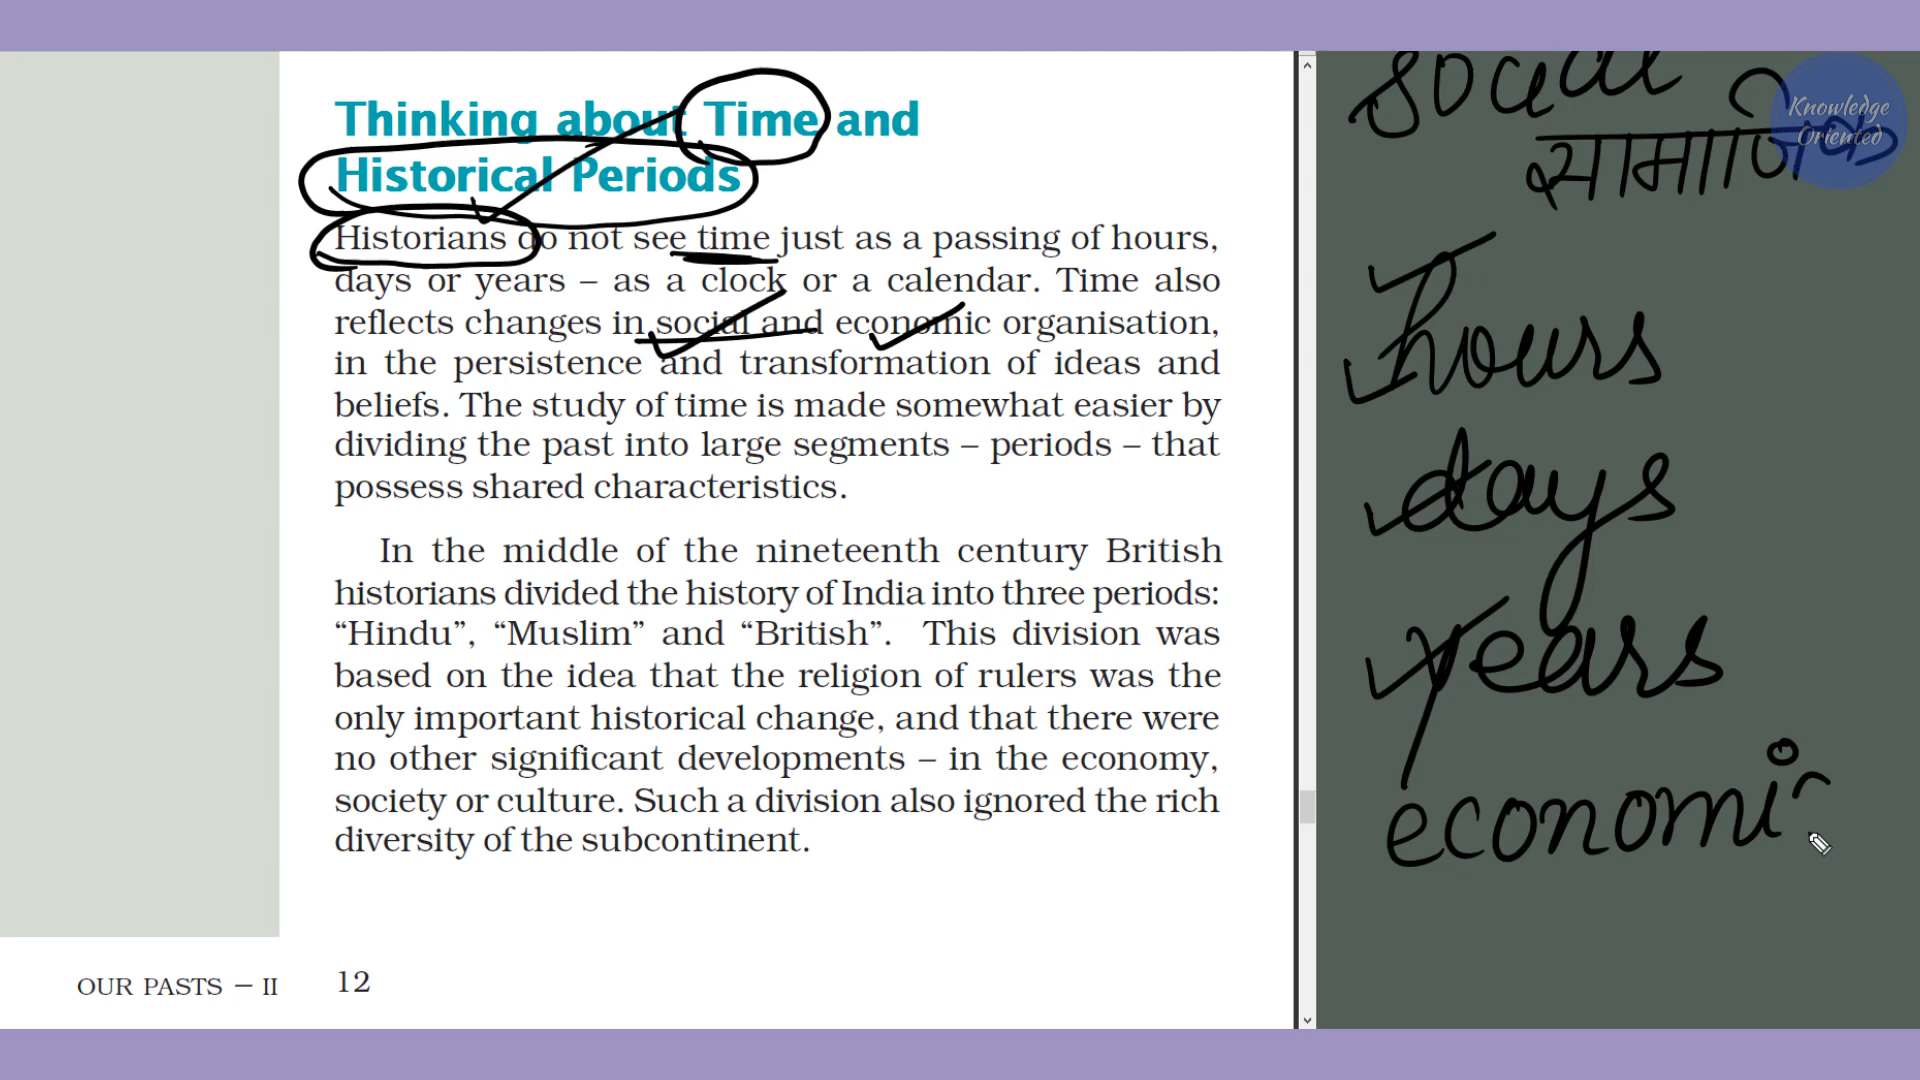 Thinking about Time and
Historical Periods
Historians do not see time just as a passing of hours,
days or years – as a clock or a calendar. Time also
reflects changes in social and economic organisation,
in the persistence and transformation of ideas and
beliefs. The study of time is made somewhat easier by
dividing the past into large segments – periods – that
possess shared characteristics.
In the middle of the nineteenth century British
historians divided the history of India into three periods:
“Hindu”, “Muslim” and “British”. This division was
based on the idea that the religion of rulers was the
only important historical change, and that there were
no other significant developments – in the economy,
society or culture. Such a division also ignored the rich
diversity of the subcontinent.
OUR PASTS – II
12
social
सामाजिक
hours
days
years
economic
Knowledge
Oriented